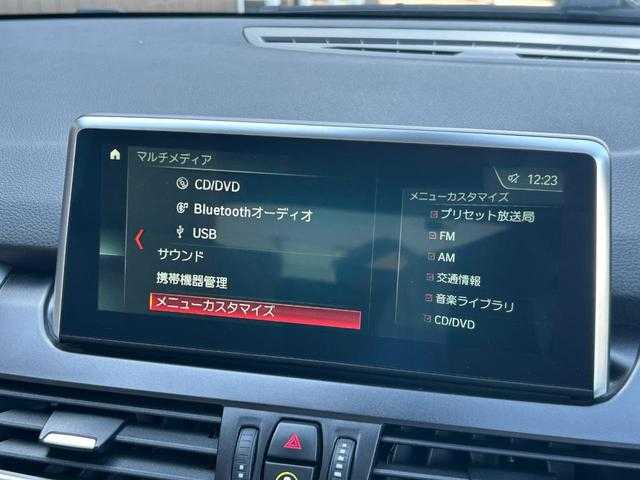 マルチメディア
12:23
CD/DVD
Bluetoothオーディオ
USB
サウンド
携帯機器管理
メニューカスタマイズ
メニューカスタマイズ
プリセット放送局
FM
AM
交通情報
音楽ライブラリ
CD/DVD